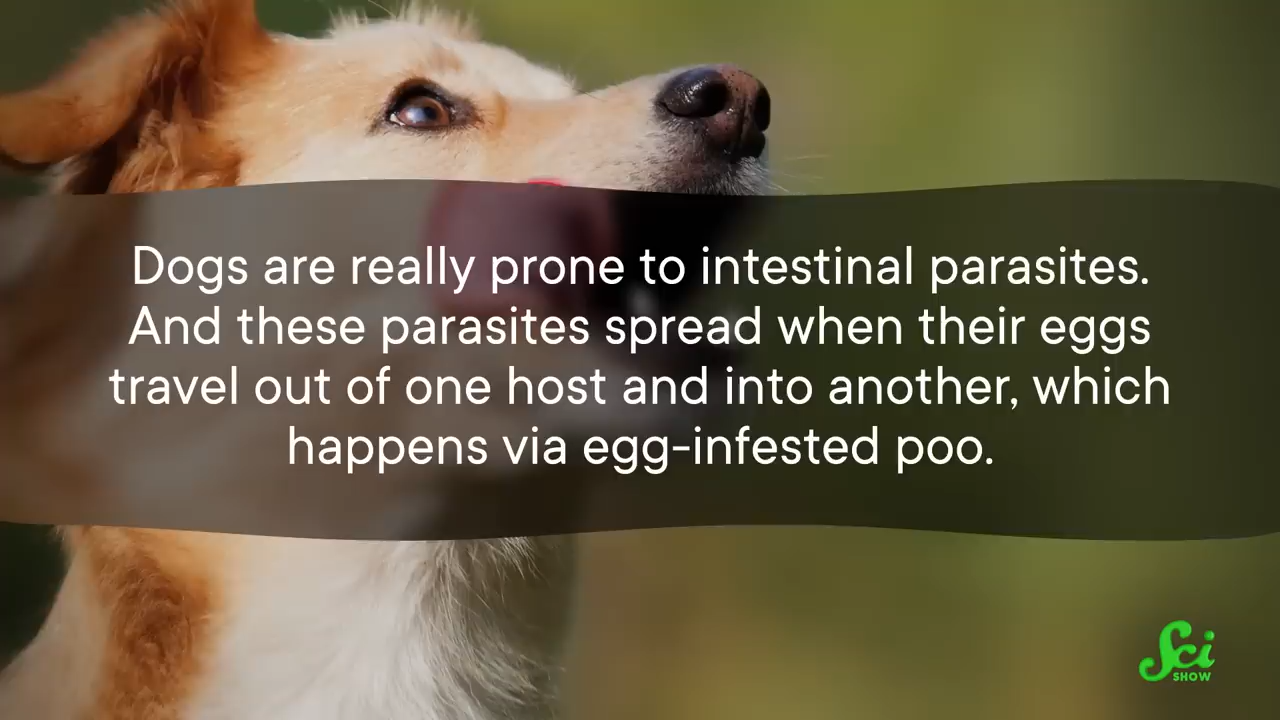 Dogs are really prone to intestinal parasites.
And these parasites spread when their eggs
travel out of one host and into another, which
happens via egg-infested poo.
Sci
SHOW